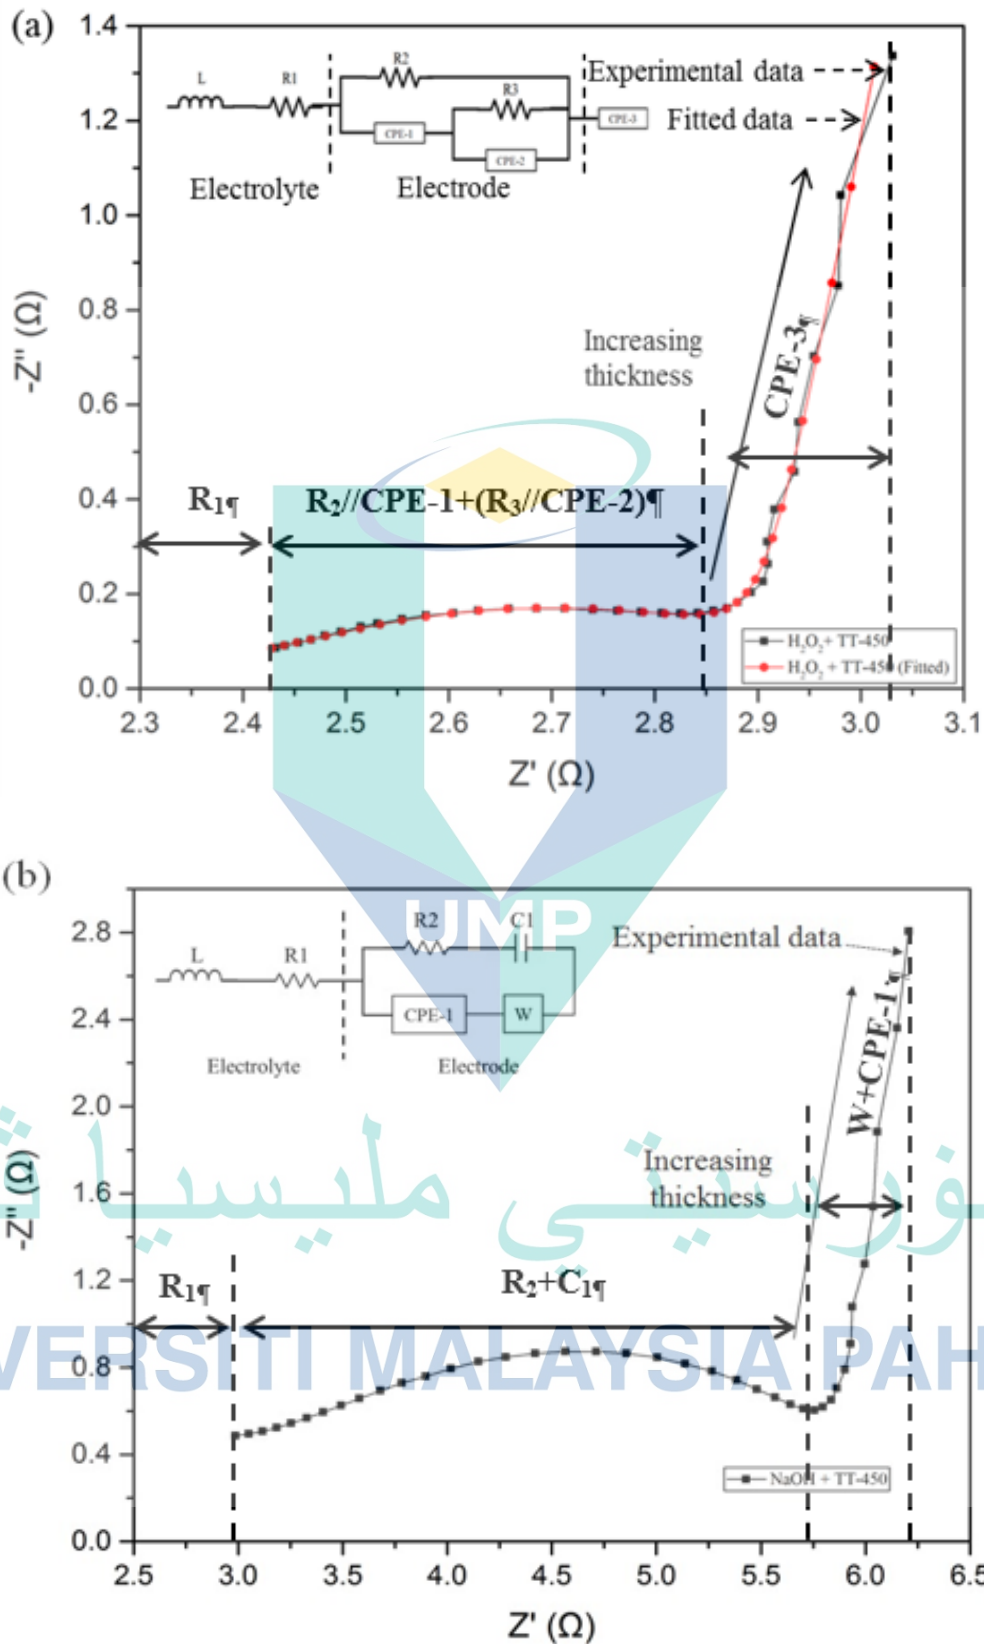 (a)
1.4
1.2
1.0
0.8
0.6
0.4
0.2
0.0
-Z'' (Ω)
L
R1
R2
R3
CPE-1
CPE-2
CPE-3
Electrolyte
Electrode
Experimental data
Fitted data
Increasing
thickness
CPE-3¶
R1¶
R2//CPE-1+(R3//CPE-2)¶
H2O2+ TT-450
H2O2 + TT-450 (Fitted)
2.3 2.4 2.5 2.6 2.7 2.8 2.9 3.0 3.1
Z' (Ω)
(b)
2.8
2.4
2.0
1.6
1.2
0.8
0.4
0.0
-Z'' (Ω)
UMP
L
R1
R2
C1
CPE-1
W
Electrolyte
Electrode
Experimental data
W+CPE-1¶
Increasing
thickness
R1¶
R2+C1¶
مليسيا
VERSITI MALAYSIA PAH
NaOH + TT-450
2.5 3.0 3.5 4.0 4.5 5.0 5.5 6.0 6.5
Z' (Ω)